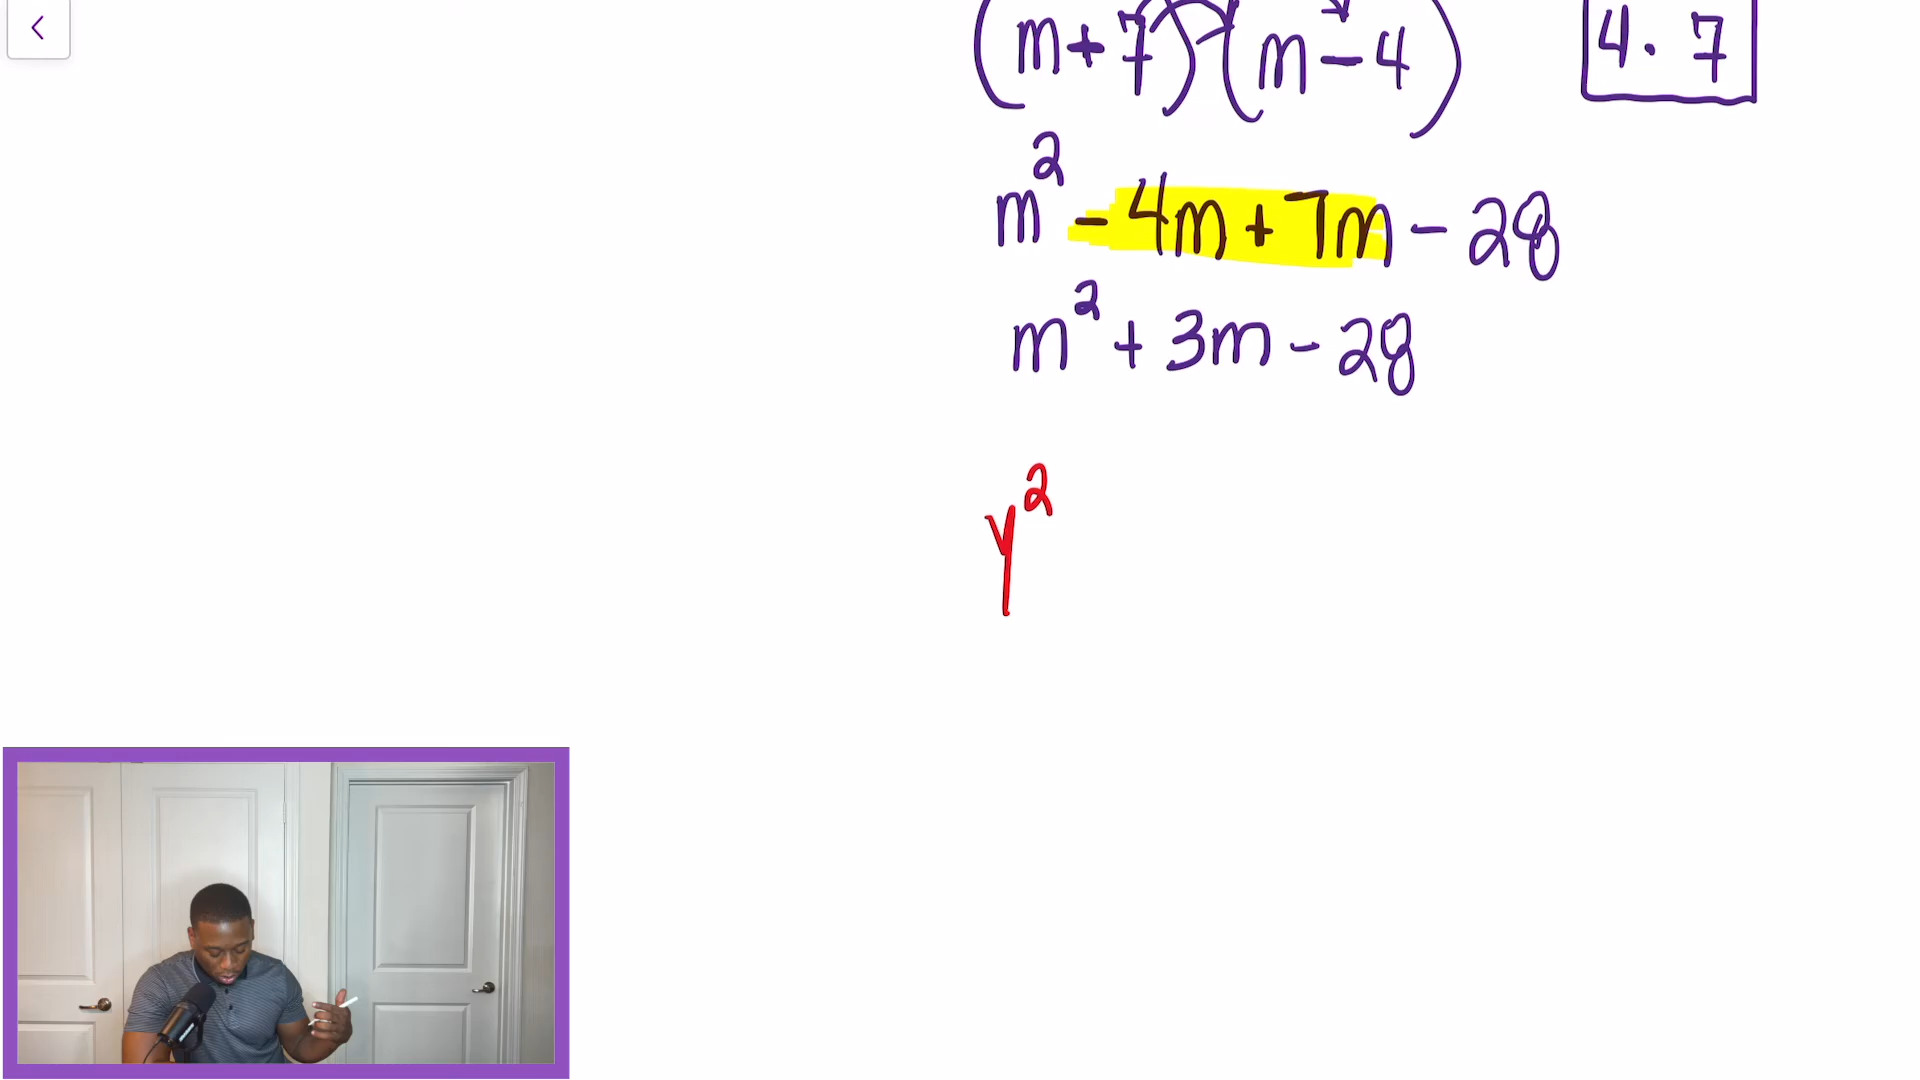 (m+7)(m-4)
4 · 7
m² - 4m + 7m - 28
m² + 3m - 28
y²